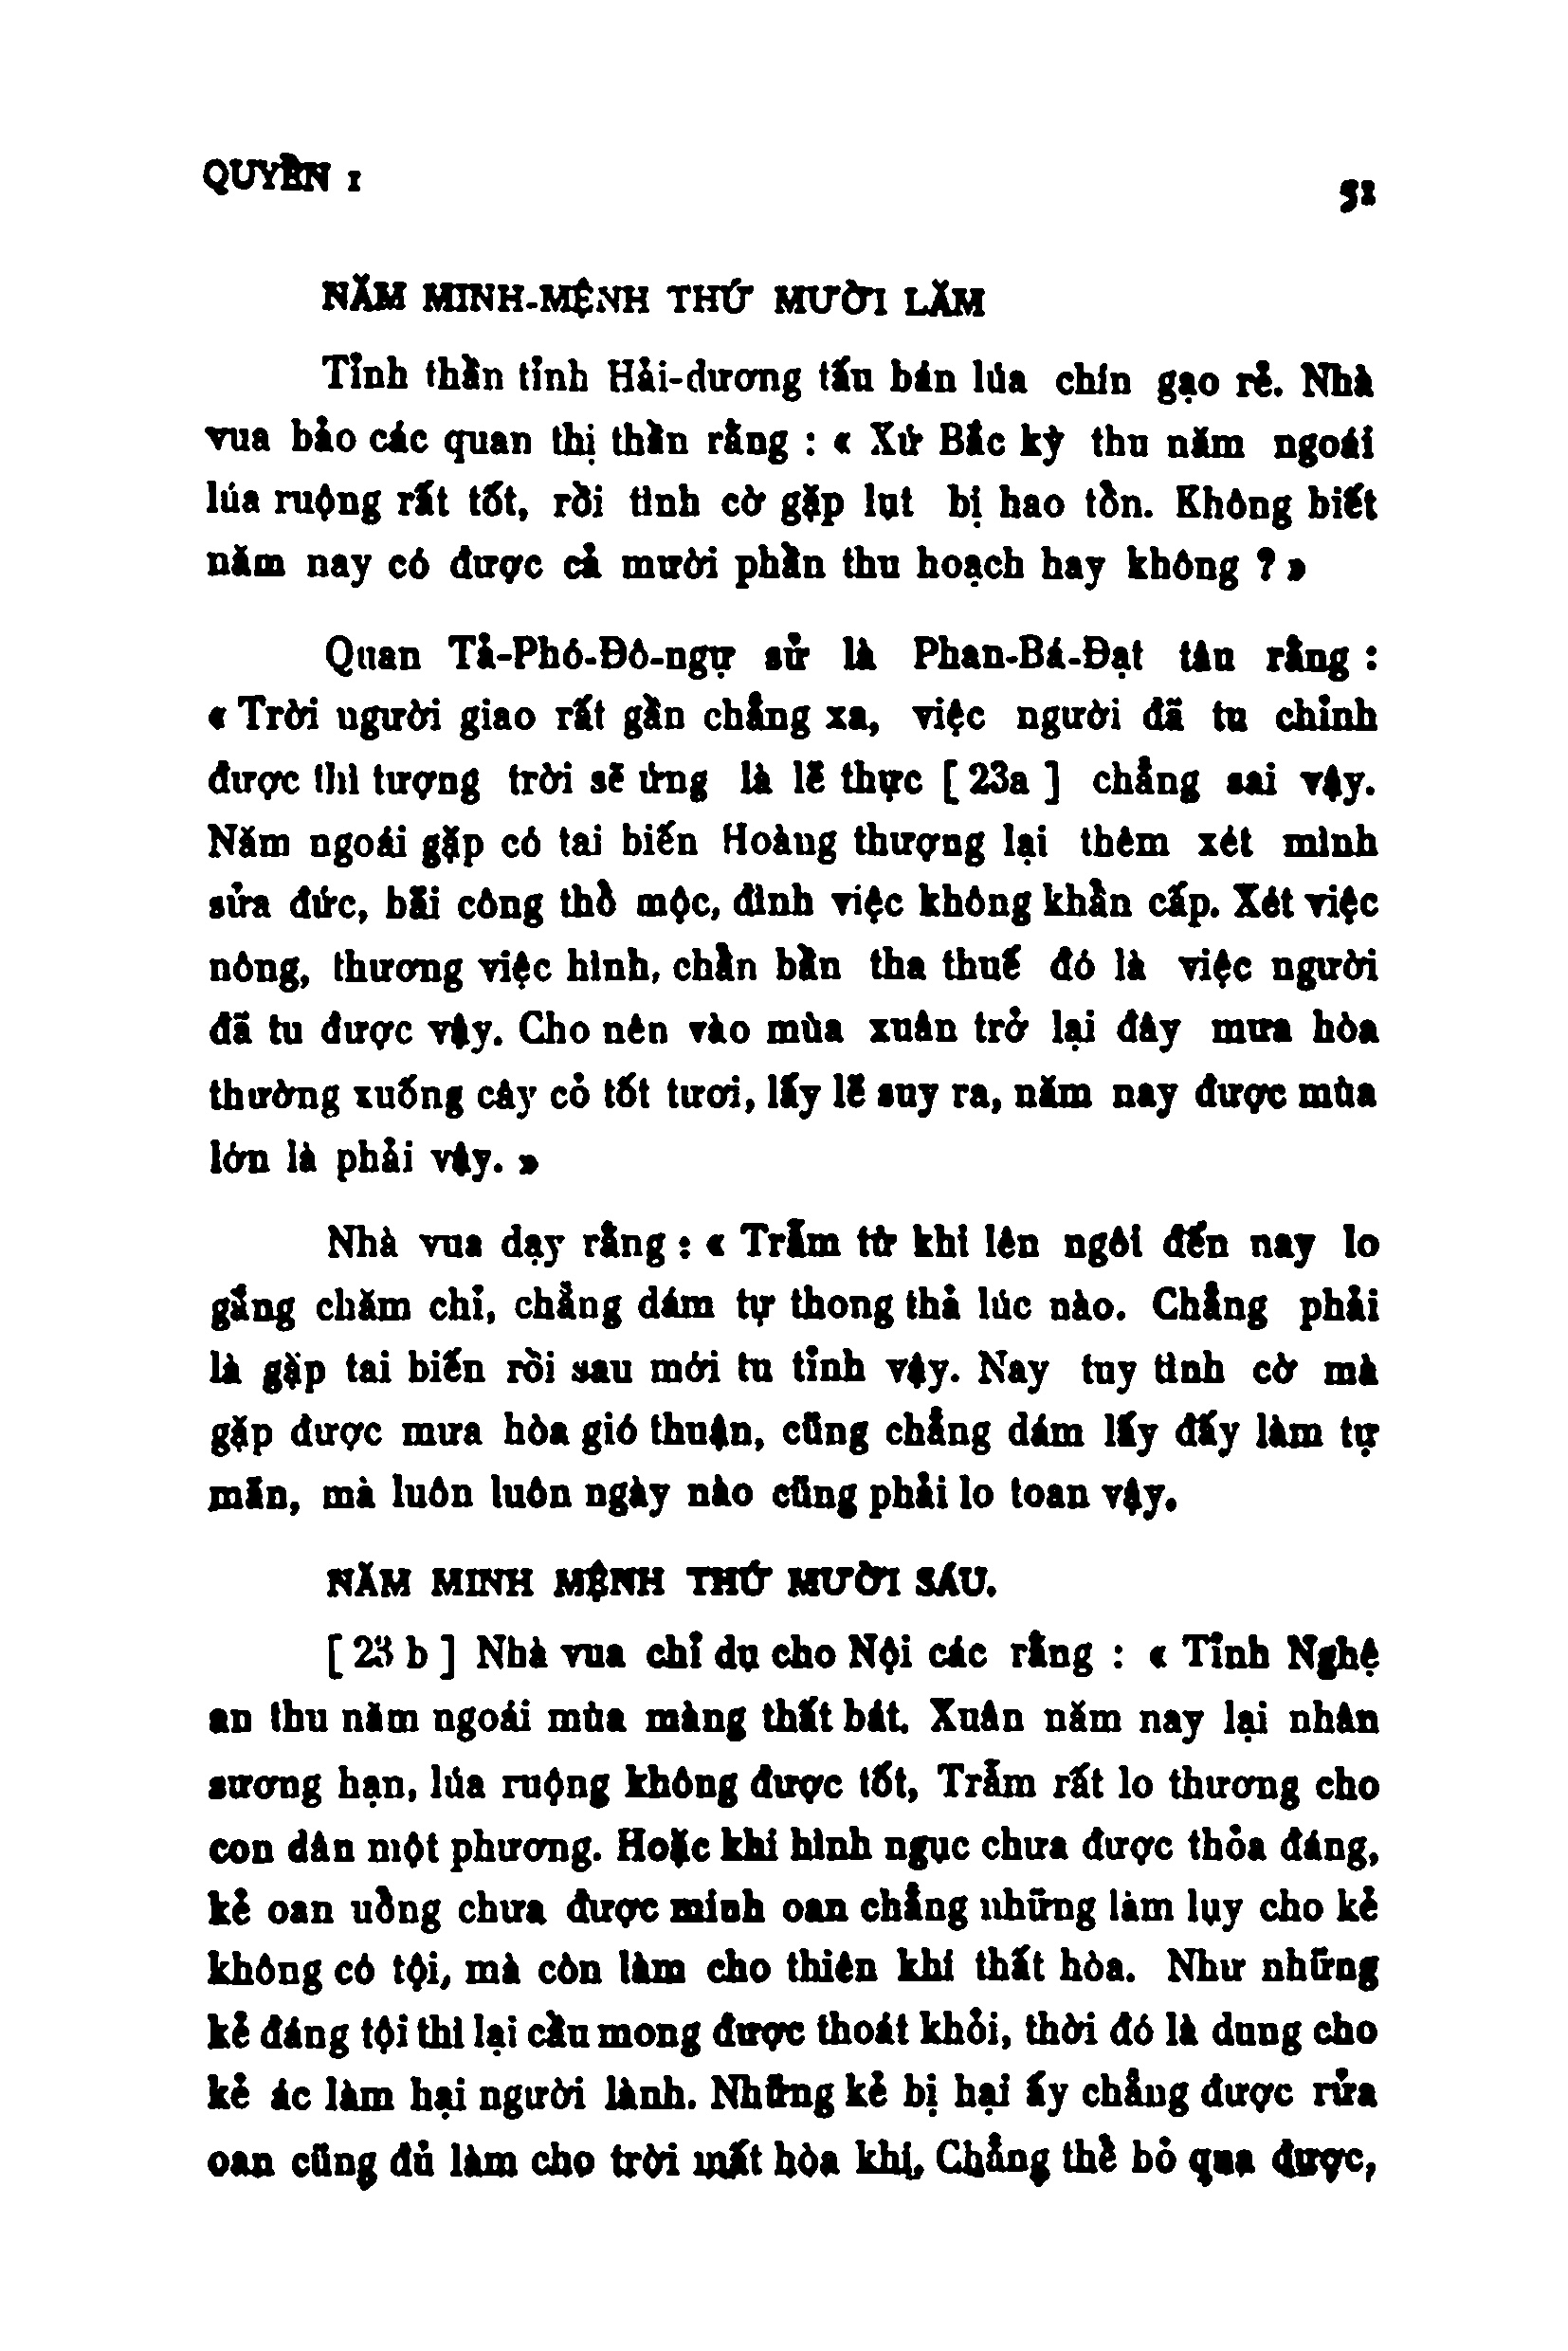 QUYỀN I
51
NĂM MINH-MỆNH THỨ MƯỜI LĂM
Tỉnh thần tỉnh Hải-dương tấu bán lúa chín gạo rẻ. Nhà
vua bảo các quan thị thần rằng : « Xứ Bắc kỳ thu năm ngoái
lúa ruộng rất tốt, rồi tình cờ gặp lụt bị hao tổn. Không biết
năm nay có được cả mười phần thu hoạch hay không ? »
Quan Tả-Phó-Đô-ngự sử là Phan-Bá-Đạt tâu rằng :
« Trời người giao rất gần chẳng xa, việc người đã tu chỉnh
được thì tượng trời sẽ ứng là lẽ thực [ 23a ] chẳng sai vậy.
Năm ngoái gặp có tai biến Hoàng thượng lại thêm xét mình
sửa đức, bãi công thổ mộc, đình việc không khẩn cấp. Xét việc
nông, thương việc hình, chẩn bần tha thuế đó là việc người
đã tu được vậy. Cho nên vào mùa xuân trở lại đây mưa hòa
thường xuống cây cỏ tốt tươi, lấy lẽ suy ra, năm nay được mùa
lớn là phải vậy. »
Nhà vua dạy rằng : « Trẫm từ khi lên ngôi đến nay lo
gắng chăm chỉ, chẳng dám tự thong thả lúc nào. Chẳng phải
là gặp tai biến rồi sau mới tu tỉnh vậy. Nay tuy tình cờ mà
gặp được mưa hòa gió thuận, cũng chẳng dám lấy đấy làm tự
mãn, mà luôn luôn ngày nào cũng phải lo toan vậy.
NĂM MINH MỆNH THỨ MƯỜI SÁU.
[ 23 b ] Nhà vua chỉ dụ cho Nội các rằng : « Tỉnh Nghệ
an thu năm ngoái mùa màng thất bát. Xuân năm nay lại nhân
sương hạn, lúa ruộng không được tốt, Trẫm rất lo thương cho
con dân một phương. Hoặc khi hình ngục chưa được thỏa đáng,
kẻ oan uổng chưa được minh oan chẳng những làm lụy cho kẻ
không có tội, mà còn làm cho thiên khí thất hòa. Như những
kẻ đáng tội thì lại cầu mong được thoát khỏi, thời đó là dung cho
kẻ ác làm hại người lành. Những kẻ bị hại ấy chẳng được rửa
oan cũng đủ làm cho trời mất hòa khí. Chẳng thể bỏ qua được,